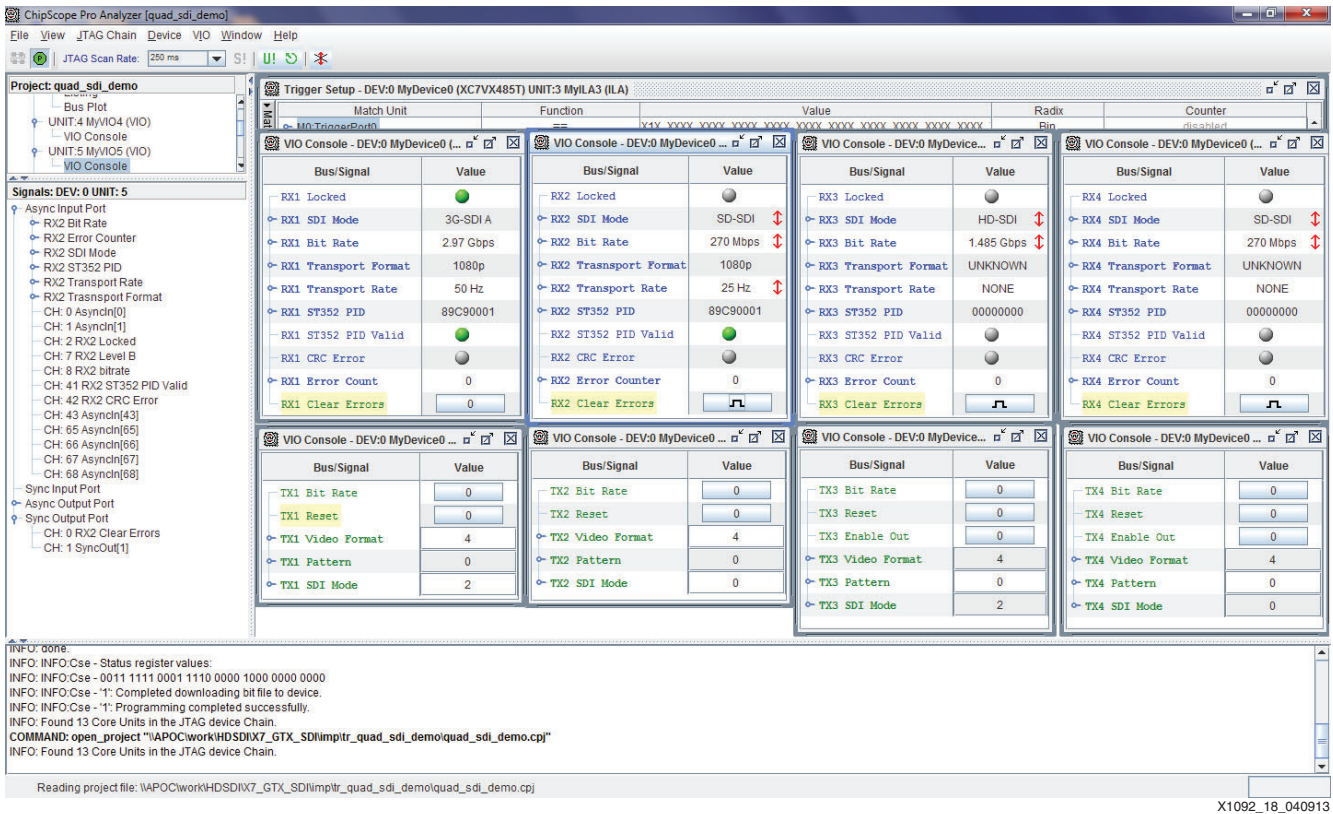 ChipScope Pro Analyzer [quad_sdi_demo]
File View JTAG Chain Device VIO Window Help
JTAG Scan Rate: 250 ms S! U!
Project: quad_sdi_demo
Listing
Bus Plot
UNIT:4 MyVIO4 (VIO)
VIO Console
UNIT:5 MyVIO5 (VIO)
VIO Console
Signals: DEV: 0 UNIT: 5
Async Input Port
RX2 Bit Rate
RX2 Error Counter
RX2 SDI Mode
RX2 ST352 PID
RX2 Transport Rate
RX2 Trasnsport Format
CH: 0 AsyncIn[0]
CH: 1 AsyncIn[1]
CH: 2 RX2 Locked
CH: 7 RX2 Level B
CH: 8 RX2 bitrate
CH: 41 RX2 ST352 PID Valid
CH: 42 RX2 CRC Error
CH: 43 AsyncIn[43]
CH: 65 AsyncIn[65]
CH: 66 AsyncIn[66]
CH: 67 AsyncIn[67]
CH: 68 AsyncIn[68]
Sync Input Port
Async Output Port
Sync Output Port
CH: 0 RX2 Clear Errors
CH: 1 SyncOut[1]
Trigger Setup - DEV:0 MyDevice0 (XC7VX485T) UNIT:3 MyILA3 (ILA)
Mat
Match Unit Function Value Radix Counter
M0:TriggerPort0 == X1X_XXXX_XXXX_XXXX_XXXX_XXXX_XXXX_XXXX_XXXX_XXXX Bin disabled
VIO Console - DEV:0 MyDevice0 (...
Bus/Signal Value
RX1 Locked
RX1 SDI Mode 3G-SDI A
RX1 Bit Rate 2.97 Gbps
RX1 Transport Format 1080p
RX1 Transport Rate 50 Hz
RX1 ST352 PID 89C90001
RX1 ST352 PID Valid
RX1 CRC Error
RX1 Error Count 0
RX1 Clear Errors 0
VIO Console - DEV:0 MyDevice0 ...
Bus/Signal Value
RX2 Locked
RX2 SDI Mode SD-SDI
RX2 Bit Rate 270 Mbps
RX2 Trasnsport Format 1080p
RX2 Transport Rate 25 Hz
RX2 ST352 PID 89C90001
RX2 ST352 PID Valid
RX2 CRC Error
RX2 Error Counter 0
RX2 Clear Errors
VIO Console - DEV:0 MyDevice...
Bus/Signal Value
RX3 Locked
RX3 SDI Mode HD-SDI
RX3 Bit Rate 1.485 Gbps
RX3 Transport Format UNKNOWN
RX3 Transport Rate NONE
RX3 ST352 PID 00000000
RX3 ST352 PID Valid
RX3 CRC Error
RX3 Error Count 0
RX3 Clear Errors
VIO Console - DEV:0 MyDevice0 (...
Bus/Signal Value
RX4 Locked
RX4 SDI Mode SD-SDI
RX4 Bit Rate 270 Mbps
RX4 Transport Format UNKNOWN
RX4 Transport Rate NONE
RX4 ST352 PID 00000000
RX4 ST352 PID Valid
RX4 CRC Error
RX4 Error Count 0
RX4 Clear Errors
VIO Console - DEV:0 MyDevice0 ...
Bus/Signal Value
TX1 Bit Rate 0
TX1 Reset 0
TX1 Video Format 4
TX1 Pattern 0
TX1 SDI Mode 2
VIO Console - DEV:0 MyDevice0 ...
Bus/Signal Value
TX2 Bit Rate 0
TX2 Reset 0
TX2 Video Format 4
TX2 Pattern 0
TX2 SDI Mode 0
VIO Console - DEV:0 MyDevice...
Bus/Signal Value
TX3 Bit Rate 0
TX3 Reset 0
TX3 Enable Out 0
TX3 Video Format 4
TX3 Pattern 0
TX3 SDI Mode 2
VIO Console - DEV:0 MyDevice0 ...
Bus/Signal Value
TX4 Bit Rate 0
TX4 Reset 0
TX4 Enable Out 0
TX4 Video Format 4
TX4 Pattern 0
TX4 SDI Mode 0
INFO: done.
INFO: INFO:Cse - Status register values:
INFO: INFO:Cse - 0011 1111 0001 1110 0000 1000 0000 0000
INFO: INFO:Cse - '1': Completed downloading bit file to device.
INFO: INFO:Cse - '1': Programming completed successfully.
INFO: Found 13 Core Units in the JTAG device Chain.
COMMAND: open_project "\\APOC\work\HDSDI\X7_GTX_SDI\imp\tr_quad_sdi_demo\quad_sdi_demo.cpj"
INFO: Found 13 Core Units in the JTAG device Chain.
Reading project file: \\APOC\work\HDSDI\X7_GTX_SDI\imp\tr_quad_sdi_demo\quad_sdi_demo.cpj
X1092_18_040913